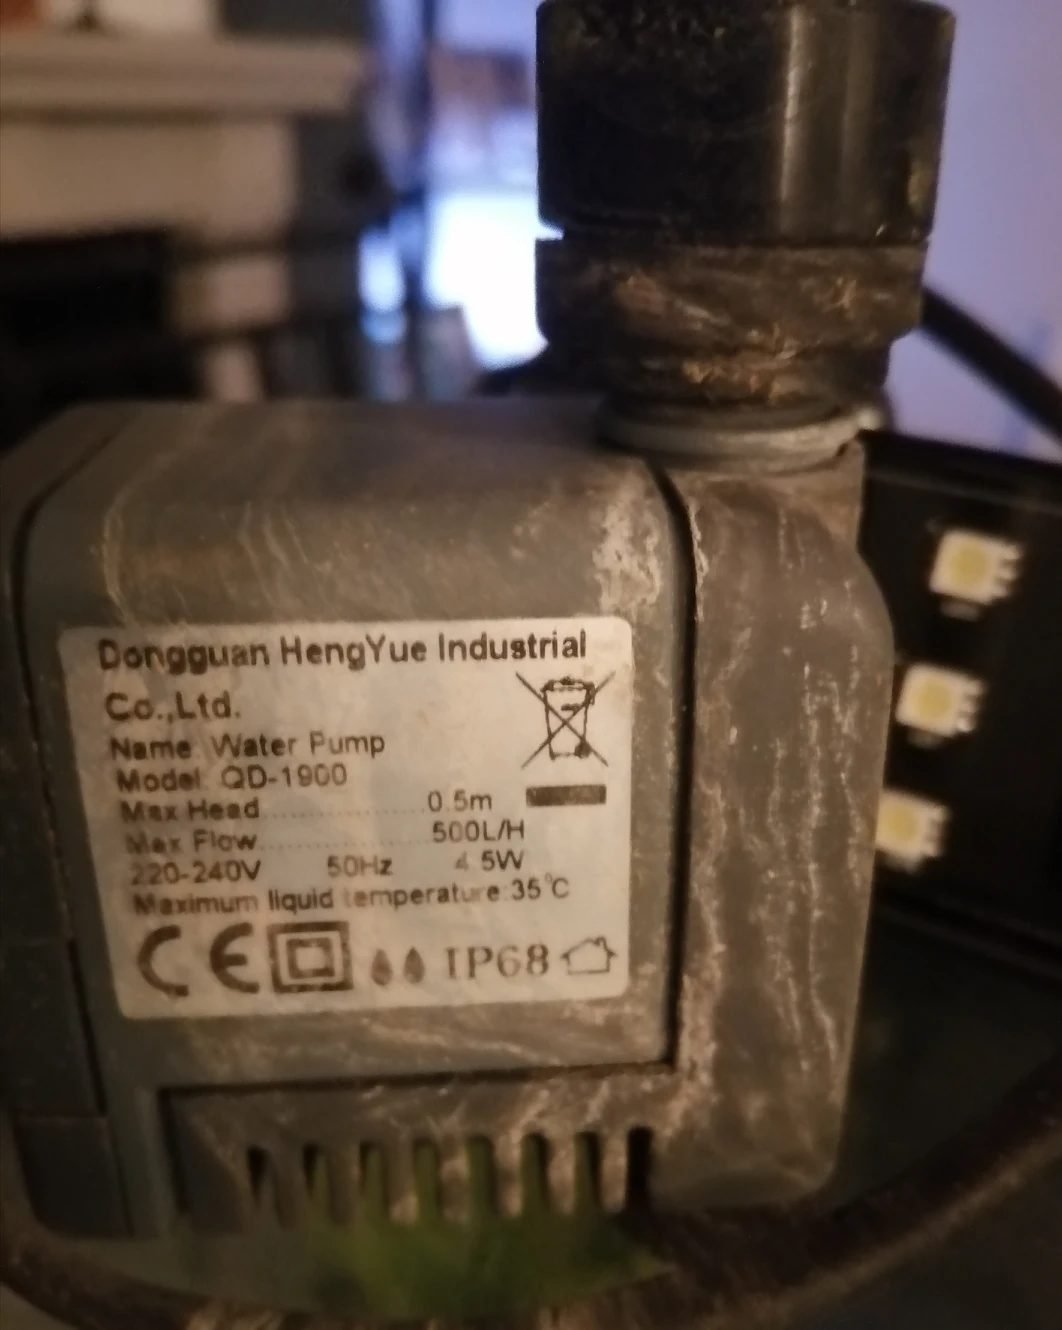 Dongguan HengYue Industrial
Co.,Ltd.
Name: Water Pump
Model: QD-1900
Max Head..............0.5m
Max Flow..............500L/H
220-240V 50Hz 4.5W
Maximum liquid temperature:35°C
CE IP68